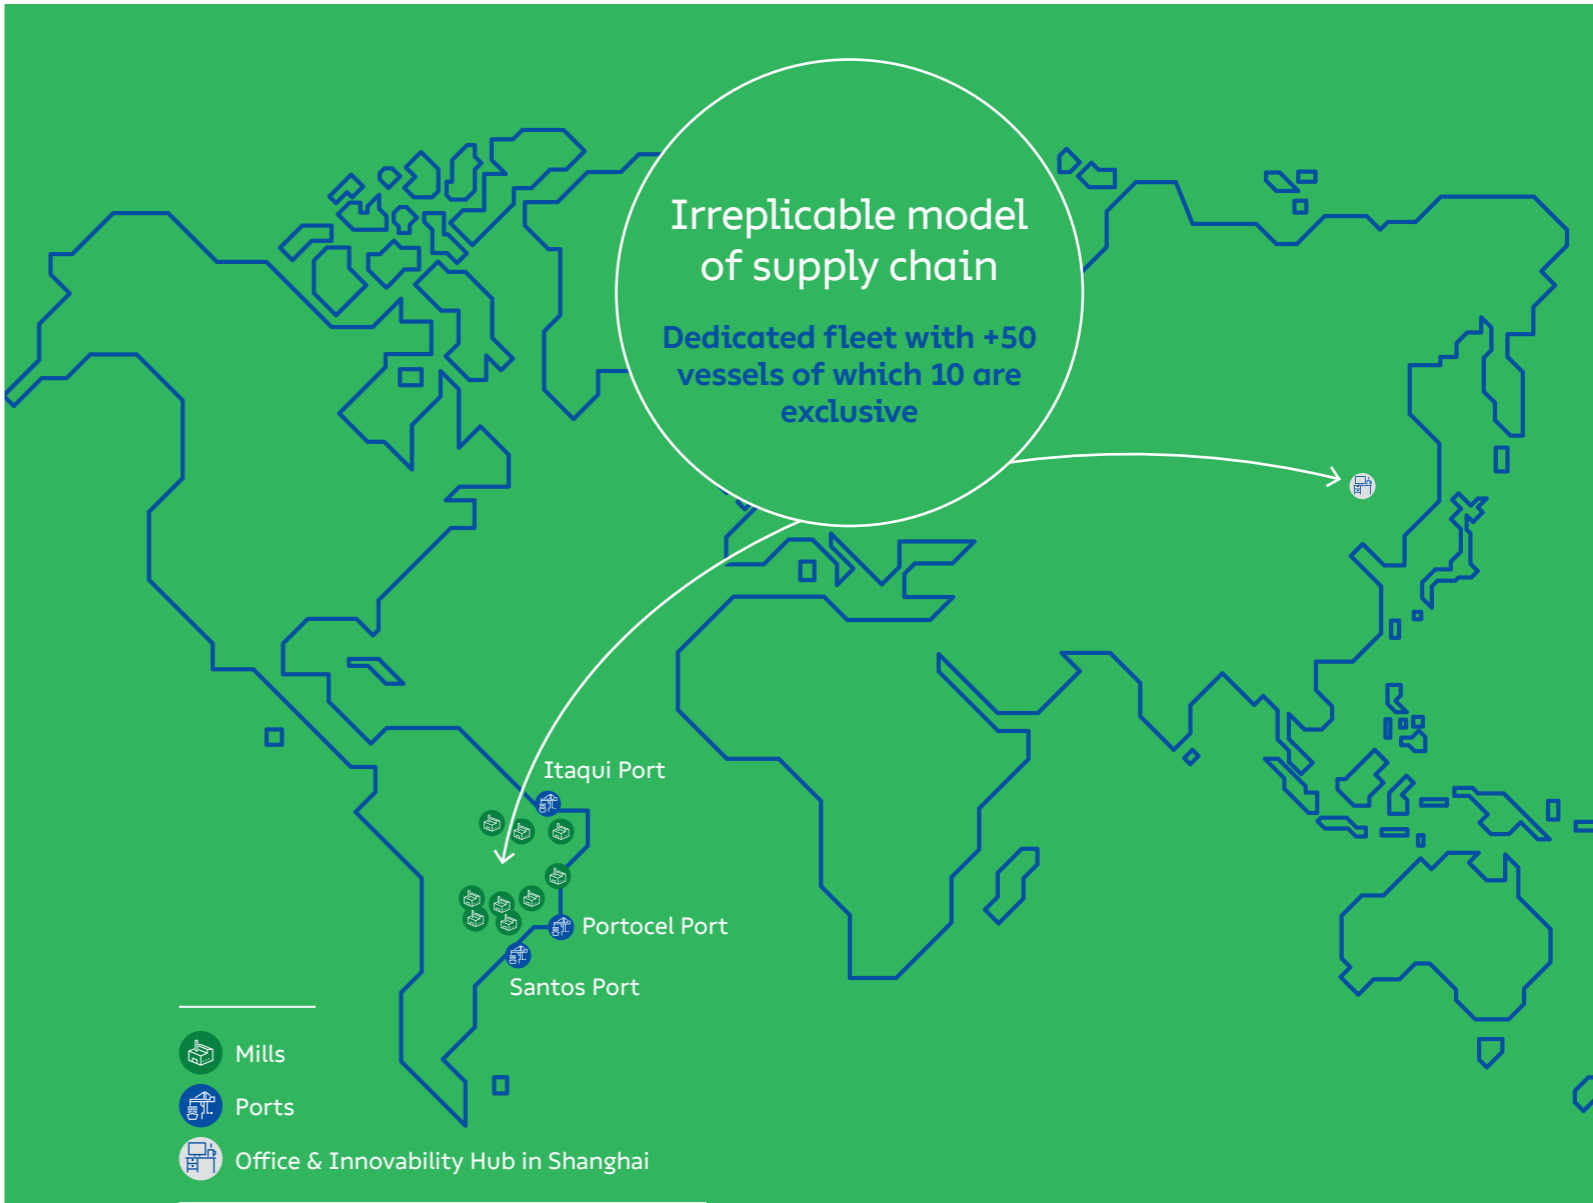 Irreplicable model
of supply chain
Dedicated fleet with +50
vessels of which 10 are
exclusive
Itaqui Port
Portocel Port
Santos Port
Mills
Ports
Office & Innovability Hub in Shanghai